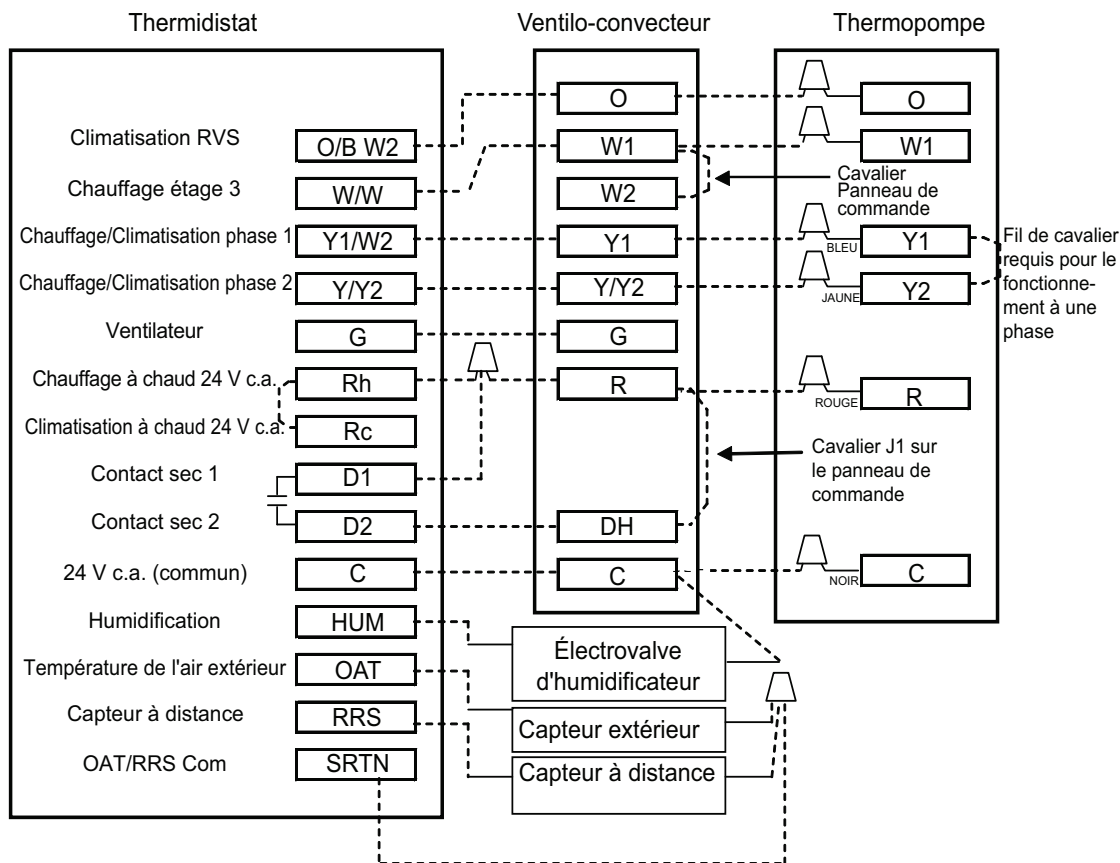 Thermidistat
Ventilo-convecteur
Thermopompe
Climatisation RVS
O/B W2
Chauffage étage 3
W/W
Chauffage/Climatisation phase 1
Y1/W2
Chauffage/Climatisation phase 2
Y/Y2
Ventilateur
G
Chauffage à chaud 24 V c.a.
Rh
Climatisation à chaud 24 V c.a.
Rc
Contact sec 1
D1
Contact sec 2
D2
24 V c.a. (commun)
C
Humidification
HUM
Température de l'air extérieur
OAT
Capteur à distance
RRS
OAT/RRS Com
SRTN
O
W1
W2
Y1
Y/Y2
G
R
DH
C
Cavalier
Panneau de
commande
Cavalier J1 sur
le panneau de
commande
O
W1
BLEU
Y1
JAUNE
Y2
ROUGE
R
NOIR
C
Fil de cavalier
requis pour le
fonctionne-
ment à une
phase
Électrovalve
d'humidificateur
Capteur extérieur
Capteur à distance